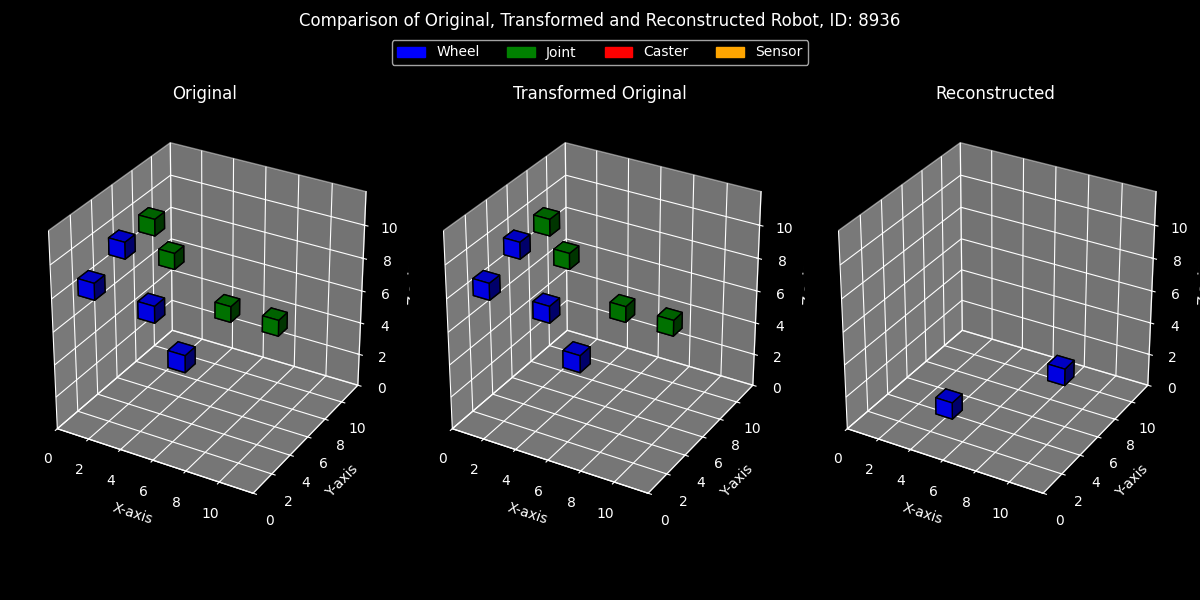 Comparison of Original, Transformed and Reconstructed Robot, ID: 8936
Wheel Joint Caster Sensor
Original Transformed Original Reconstructed
10 10 10
8 8 8
6 6 6
4 4 4
2 2 2
0 0 0
0 2 4 6 8 10 0 2 4 6 8 10 0 2 4 6 8 10
0 2 4 6 8 10 0 2 4 6 8 10 0 2 4 6 8 10
X-axis Y-axis X-axis Y-axis X-axis Y-axis